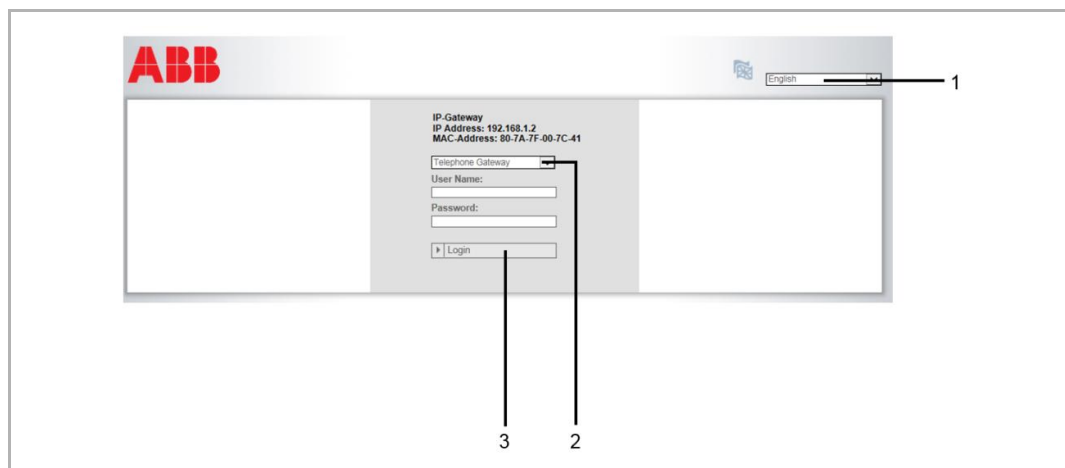 ABB
English
1
IP-Gateway
IP Address: 192.168.1.2
MAC-Address: 80-7A-7F-00-7C-41
Telephone Gateway
User Name:
Password:
Login
3
2